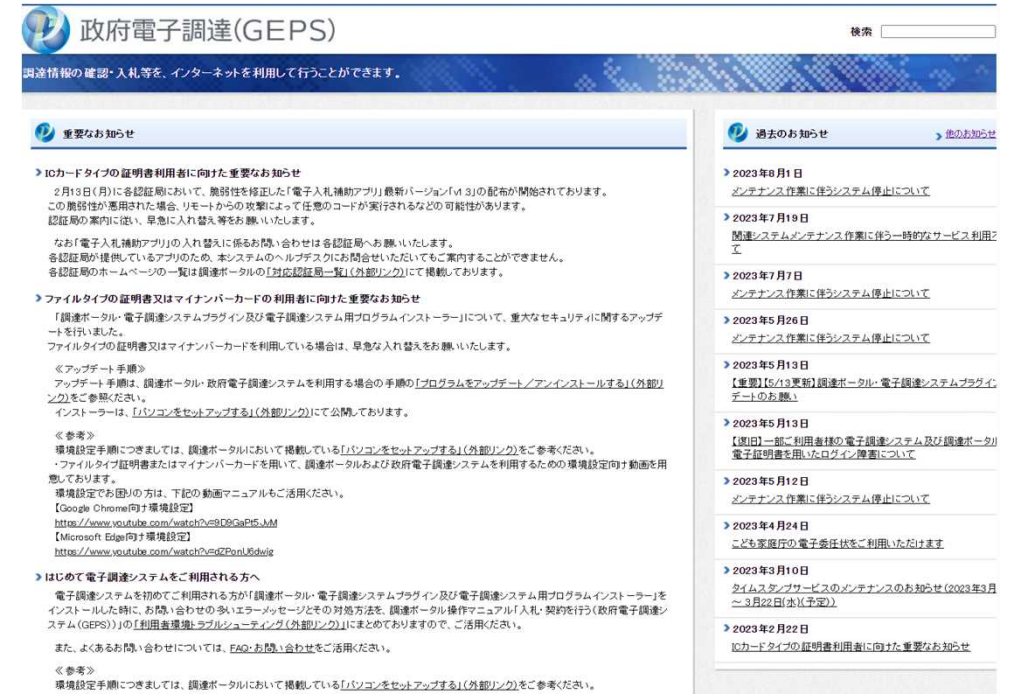 政府電子調達(GEPS)
検索
調達情報の確認・入札等を、インターネットを利用して行うことができます。
重要なお知らせ
ICカードタイプの証明書利用者に向けた重要なお知らせ
2月13日(月)に各認証局において、脆弱性を修正した「電子入札補助アプリ」最新バージョン「v1.3」の配布が開始されております。
この脆弱性が悪用された場合、リモートからの攻撃によって任意のコードが実行されるなどの可能性があります。
認証局の案内に従い、早急に入れ替え等をお願いいたします。
なお「電子入札補助アプリ」の入れ替えに係るお問い合わせは各認証局へお願いいたします。
各認証局が提供しているアプリのため、本システムのヘルプデスクにお問合せいただいてもご案内することができません。
各認証局のホームページの一覧は調達ポータルの「対応認証局一覧」(外部リンク)にて掲載しております。
ファイルタイプの証明書又はマイナンバーカードの利用者に向けた重要なお知らせ
「調達ポータル・電子調達システムプラグイン及び電子調達システム用プログラムインストーラー」について、重大なセキュリティに関するアップデ
ートを行いました。
ファイルタイプの証明書又はマイナンバーカードを利用している場合は、早急な入れ替えをお願いいたします。
≪アップデート手順≫
アップデート手順は、調達ポータル・政府電子調達システムを利用する場合の手順の「プログラムをアップデート/アンインストールする」(外部リ
ンク)をご参照ください。
インストーラーは、「パソコンをセットアップする」(外部リンク)にて公開しております。
≪参考≫
環境設定手順につきましては、調達ポータルにおいて掲載している「パソコンをセットアップする」(外部リンク)をご参考ください。
・ファイルタイプ証明書またはマイナンバーカードを用いて、調達ポータルおよび政府電子調達システムを利用するための環境設定向け動画を用
意しております。
環境設定でお困りの方は、下記の動画マニュアルもご活用ください。
【Google Chrome向け環境設定】
https://www.youtube.com/watch?v=9D9GaPt5JvM
【Microsoft Edge向け環境設定】
https://www.youtube.com/watch?v=dZPonU6dwig
はじめて電子調達システムをご利用される方へ
電子調達システムを初めてご利用される方が「調達ポータル・電子調達システムプラグイン及び電子調達システム用プログラムインストーラー」を
インストールした時に、お問い合わせの多いエラーメッセージとその対処方法を、調達ポータル操作マニュアル「入札・契約を行う(政府電子調達シ
ステム(GEPS))」の「利用者環境トラブルシューティング(外部リンク)」にまとめておりますので、ご活用ください。
また、よくあるお問い合わせについては、FAQ・お問い合わせをご活用ください。
≪参考≫
環境設定手順につきましては、調達ポータルにおいて掲載している「パソコンをセットアップする」(外部リンク)をご参考ください。
過去のお知らせ
他のお知らせ
2023年8月1日
メンテナンス作業に伴うシステム停止について
2023年7月19日
関連システムメンテナンス作業に伴う一時的なサービス利用
て
2023年7月7日
メンテナンス作業に伴うシステム停止について
2023年5月26日
メンテナンス作業に伴うシステム停止について
2023年5月13日
【重要】【5/13更新】調達ポータル・電子調達システムプラグイン
デートのお願い
2023年5月13日
【復旧】一部ご利用者様の電子調達システム及び調達ポータル
電子証明書を用いたログイン障害について
2023年5月12日
メンテナンス作業に伴うシステム停止について
2023年4月24日
こども家庭庁の電子委任状をご利用いただけます
2023年3月10日
タイムスタンプサービスのメンテナンスのお知らせ(2023年3月
~3月22日(水)(予定))
2023年2月22日
ICカードタイプの証明書利用者に向けた重要なお知らせ